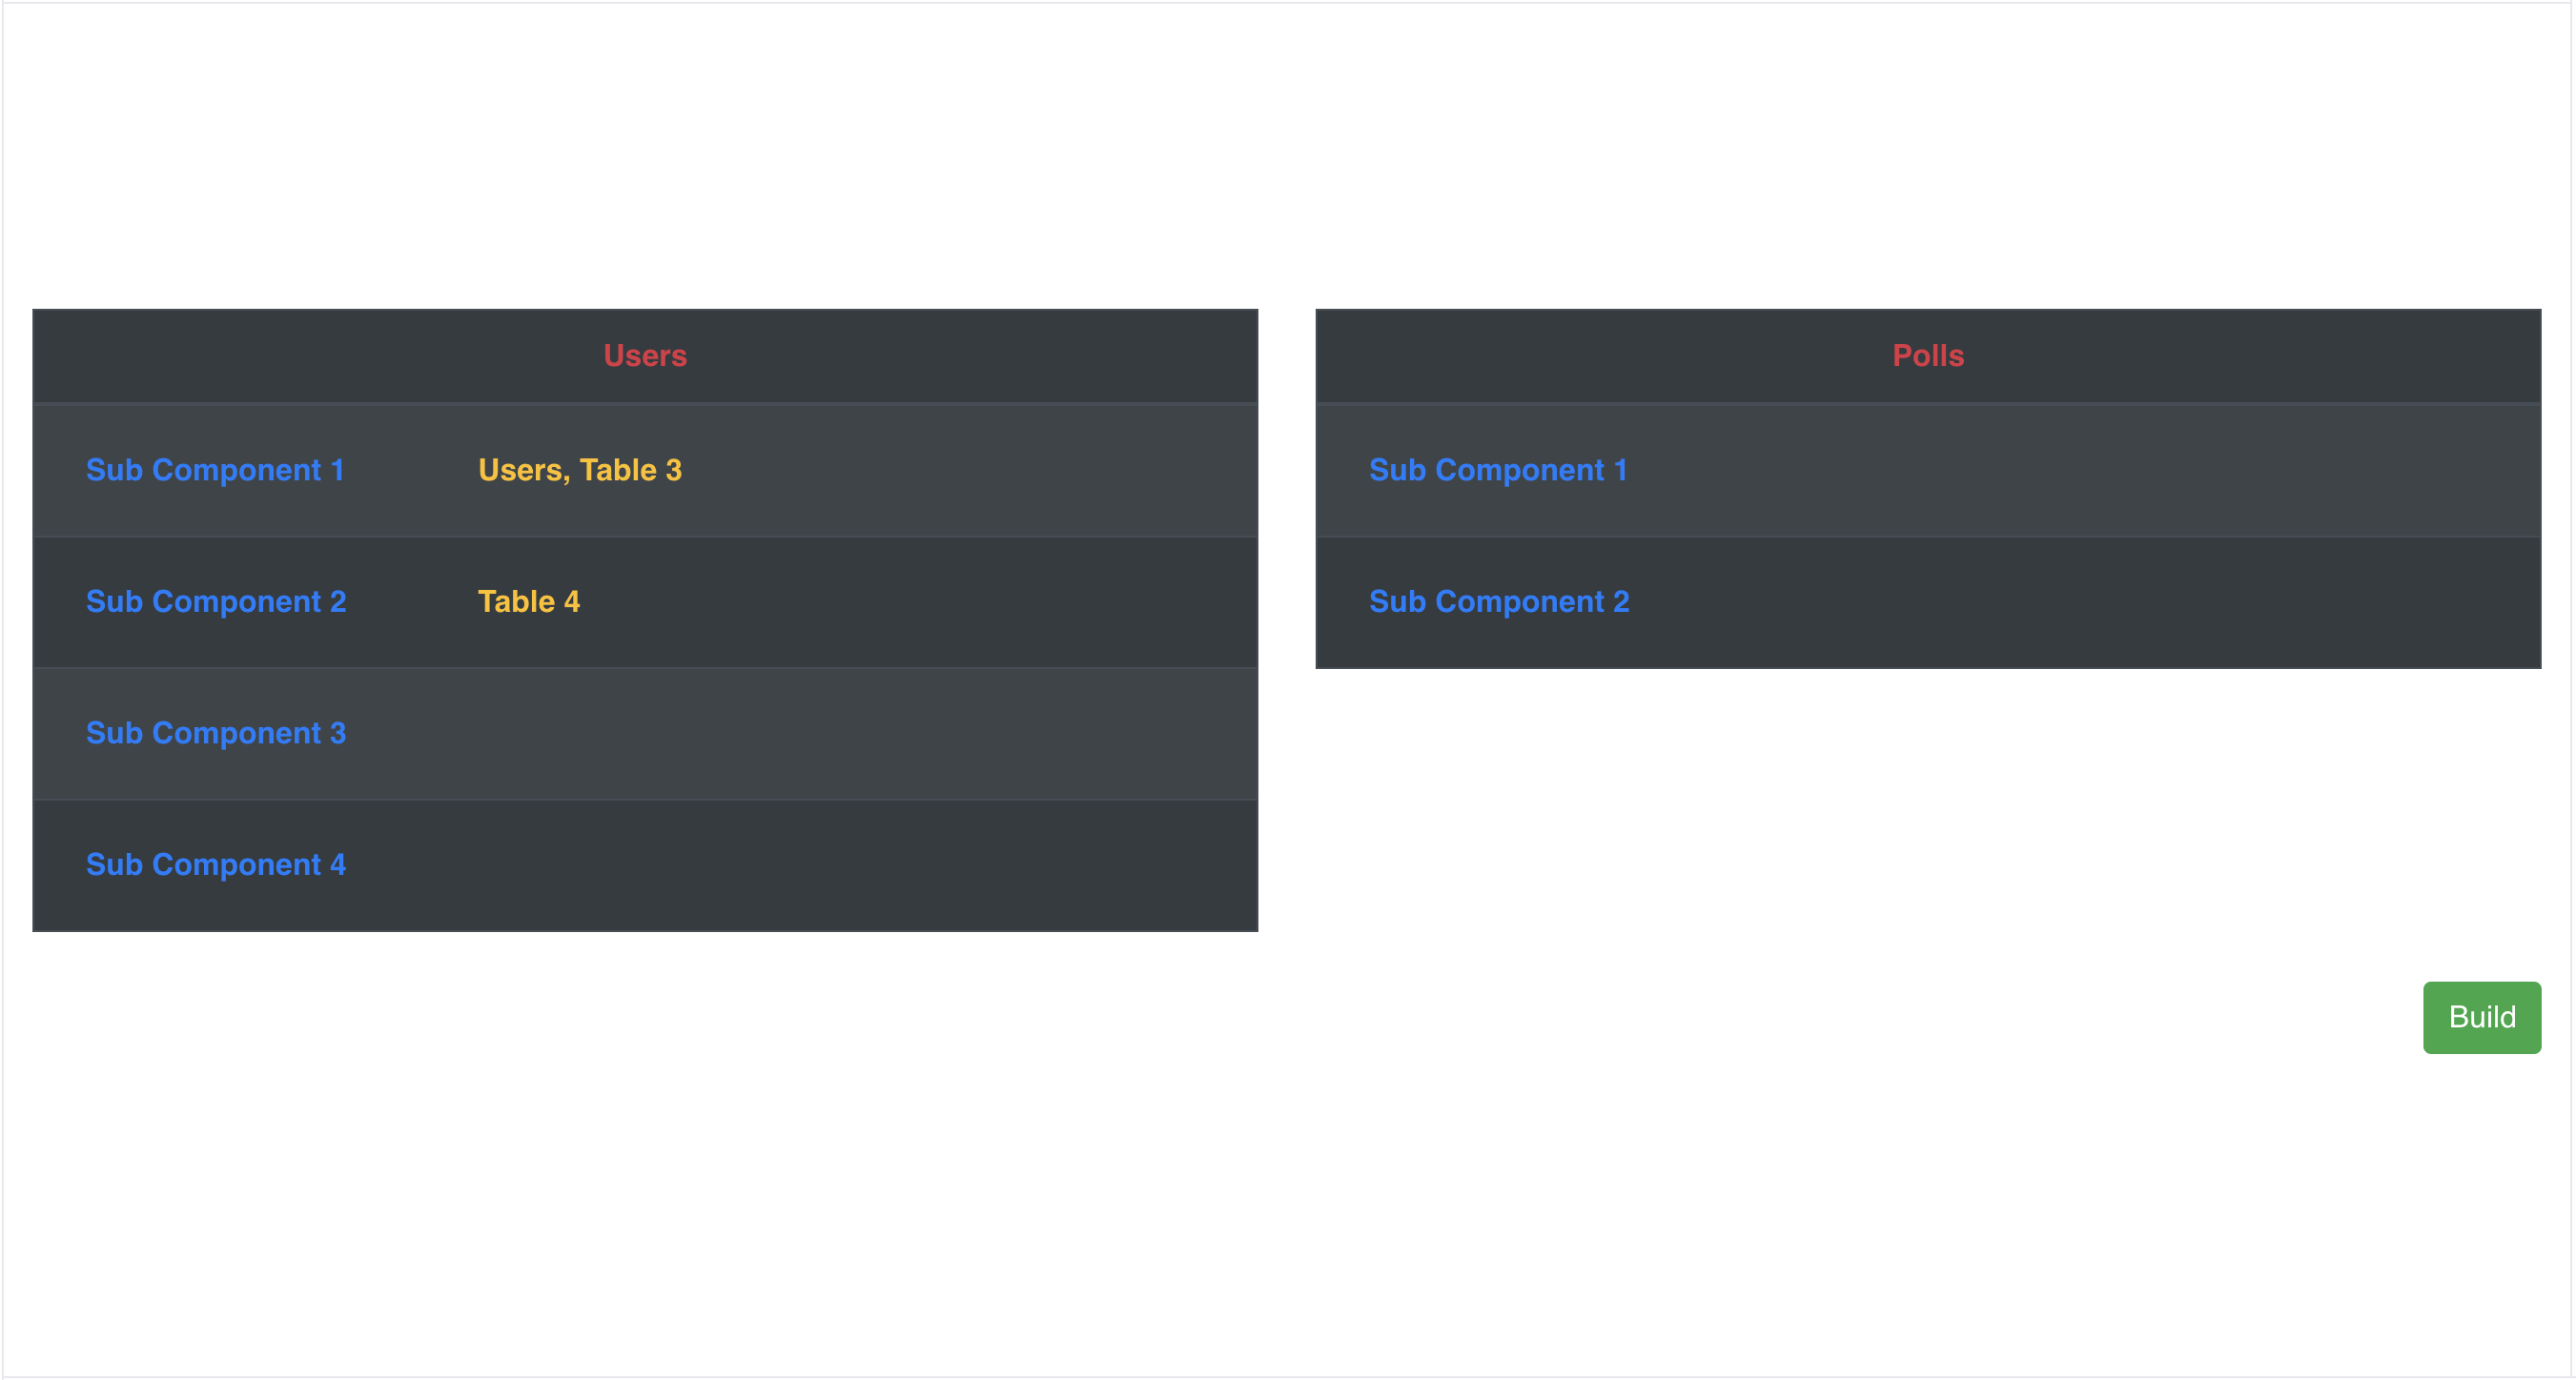 Users
Sub Component 1 Users, Table 3
Sub Component 2 Table 4
Sub Component 3
Sub Component 4
Polls
Sub Component 1
Sub Component 2
Build